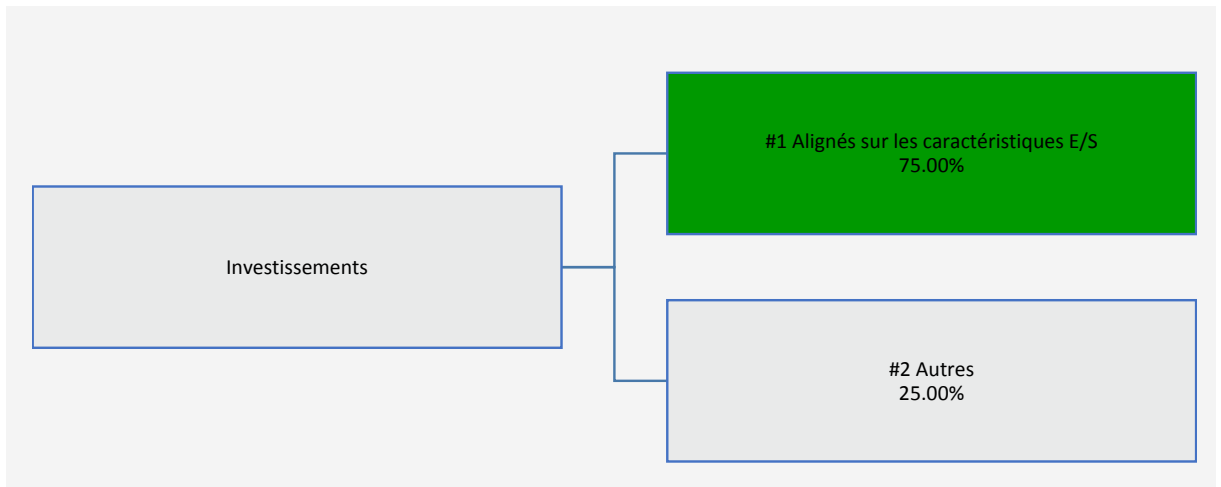 Investissements
#1 Alignés sur les caractéristiques E/S
75.00%
#2 Autres
25.00%